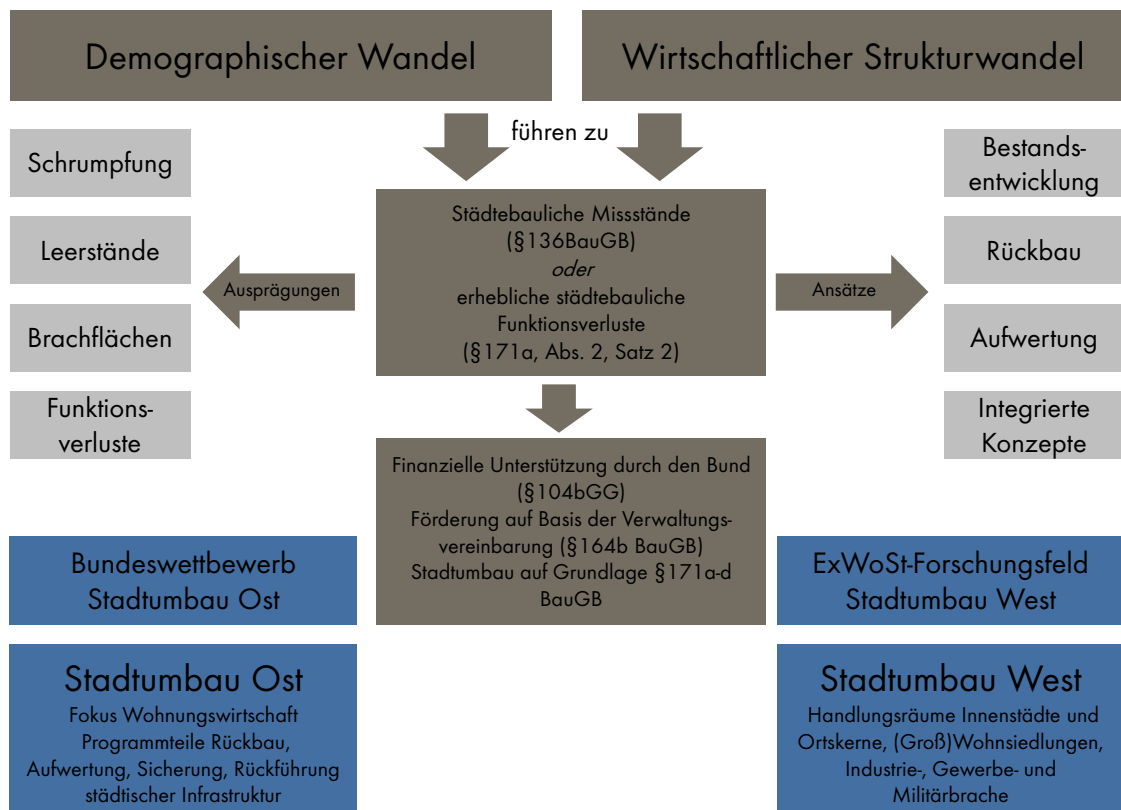 Demographischer Wandel
Wirtschaftlicher Strukturwandel
führen zu
Schrumpfung
Leerstände
Brachflächen
Funktions-
verluste
Ausprägungen
Städtebauliche Missstände
(§136BauGB)
oder
erhebliche städtebauliche
Funktionsverluste
(§171a, Abs. 2, Satz 2)
Ansätze
Bestands-
entwicklung
Rückbau
Aufwertung
Integrierte
Konzepte
Finanzielle Unterstützung durch den Bund
(§104bGG)
Förderung auf Basis der Verwaltungs-
vereinbarung (§164b BauGB)
Stadtumbau auf Grundlage §171a-d
BauGB
Bundeswettbewerb
Stadtumbau Ost
ExWoSt-Forschungsfeld
Stadtumbau West
Stadtumbau Ost
Fokus Wohnungswirtschaft
Programmteile Rückbau,
Aufwertung, Sicherung, Rückführung
städtischer Infrastruktur
Stadtumbau West
Handlungsräume Innenstädte und
Ortskerne, (Groß)Wohnsiedlungen,
Industrie-, Gewerbe- und
Militärbrache